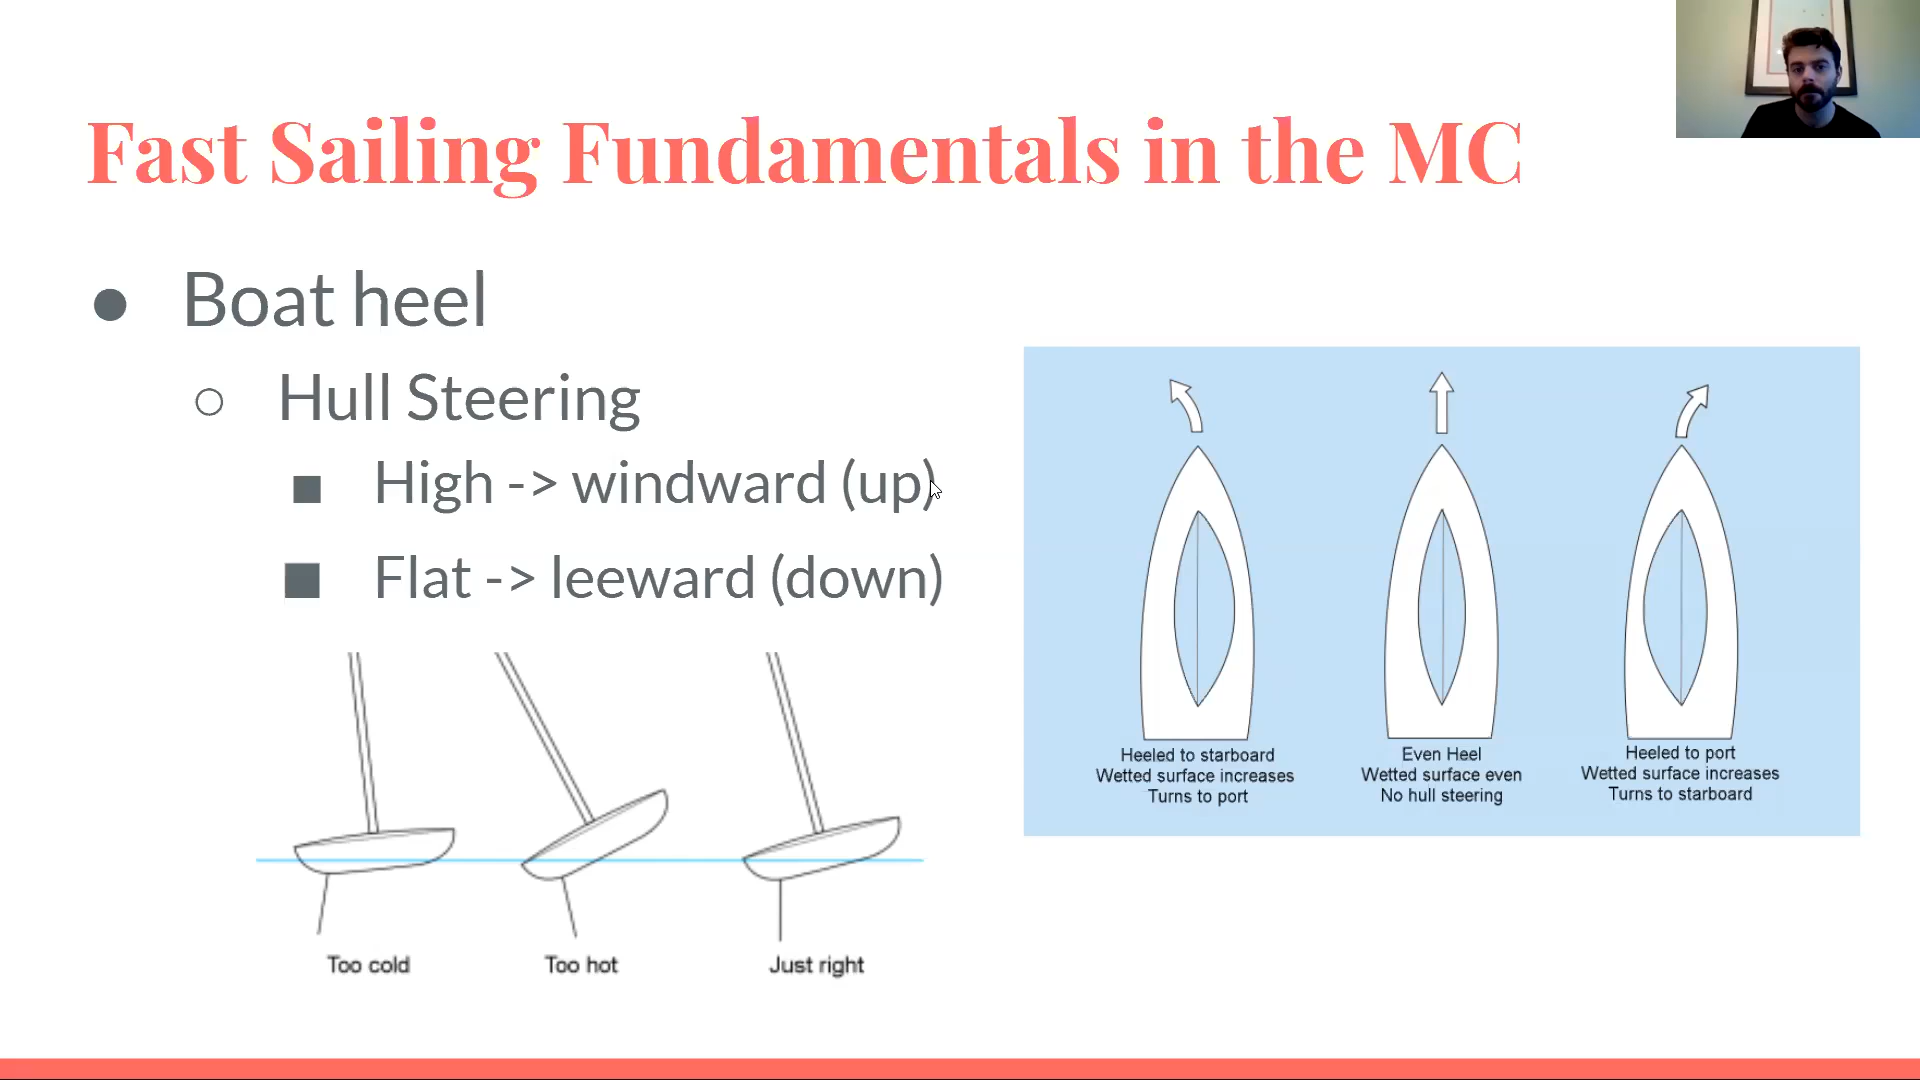 Fast Sailing Fundamentals in the MC
● Boat heel
○ Hull Steering
■ High -> windward (up)
■ Flat -> leeward (down)
Too cold
Too hot
Just right
Heeled to starboard
Wetted surface increases
Turns to port
Even Heel
Wetted surface even
No hull steering
Heeled to port
Wetted surface increases
Turns to starboard